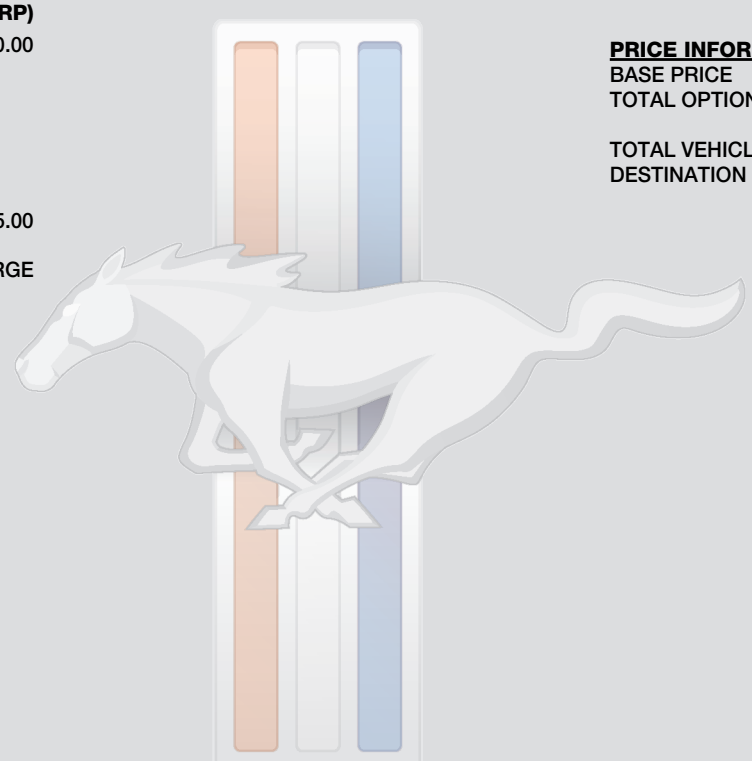 RP)
0.00
5.00
RGE
PRICE INFOR
BASE PRICE
TOTAL OPTION
TOTAL VEHICL
DESTINATION